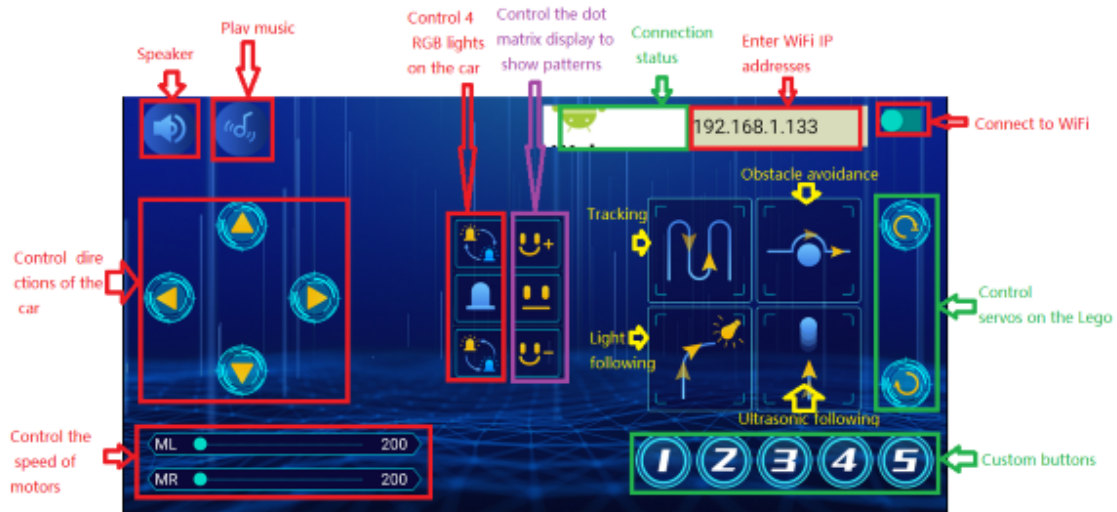 Play music
Speaker
Control 4
RGB lights
on the car
Control the dot
matrix display to
show patterns
Connection
status
Enter WiFi IP
addresses
192.168.1.133
Connect to WiFi
Obstacle avoidance
Tracking
Control dire
ctions of the
car
Control
servos on the Lego
Light
following
Ultrasonic following
Control the
speed of
motors
ML 200
MR 200
1 2 3 4 5
Custom buttons